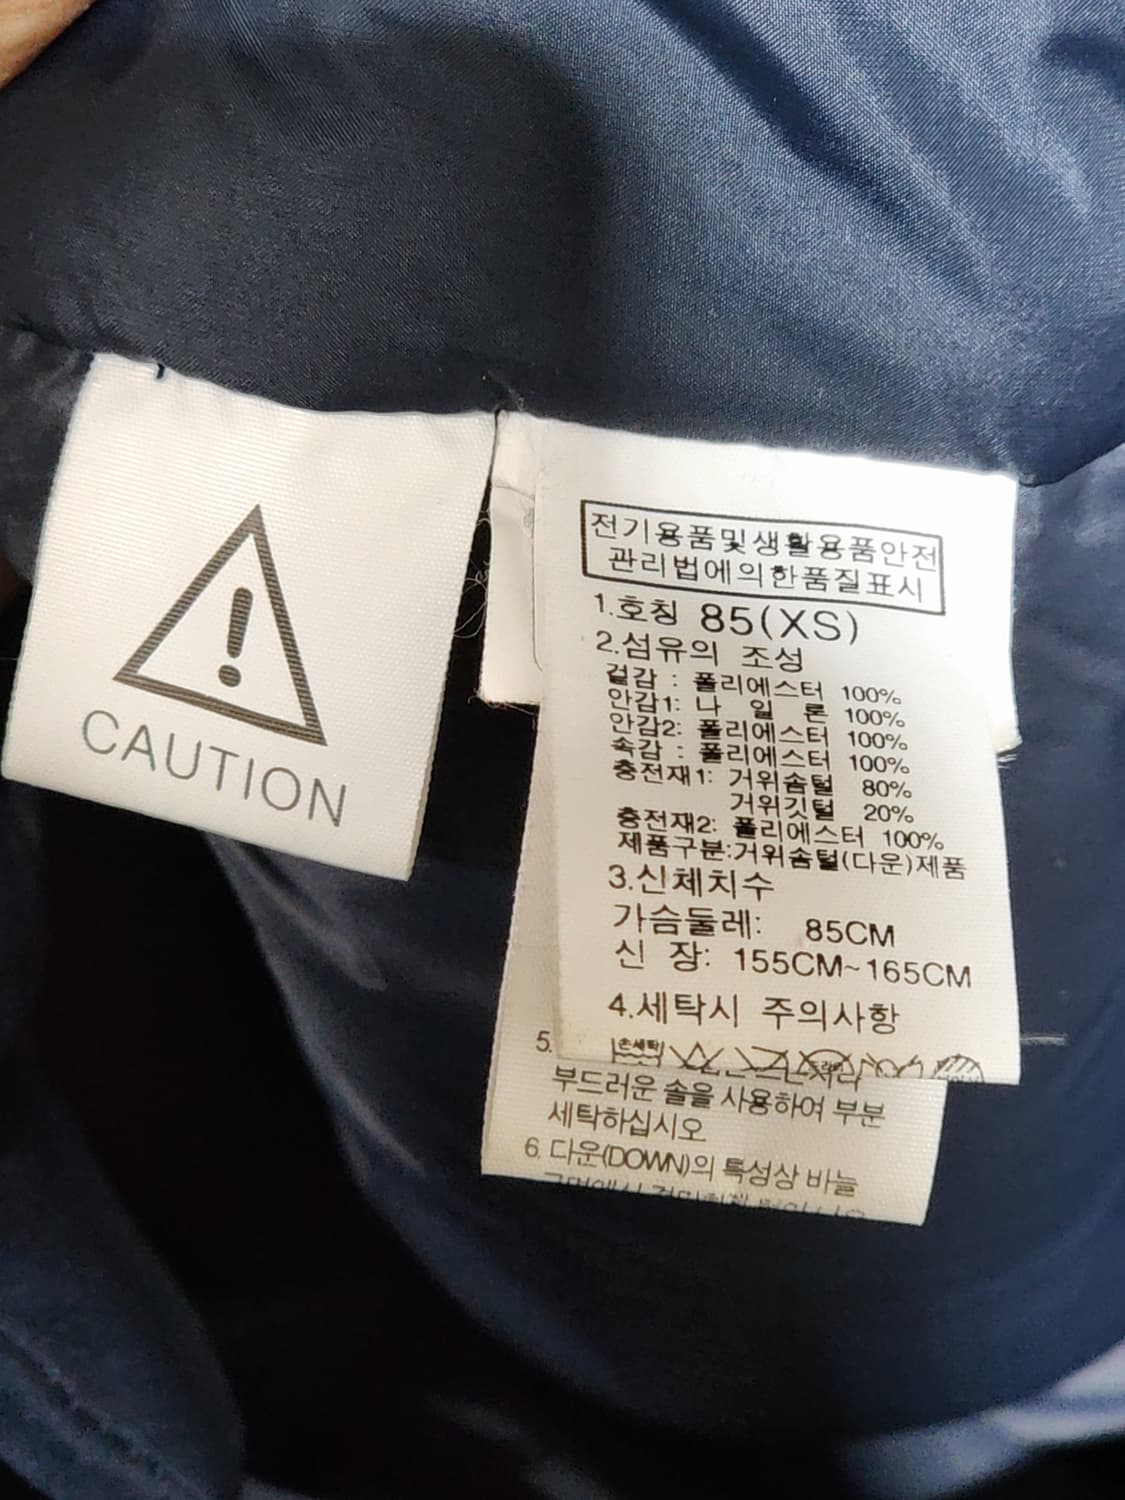 CAUTION
전기용품및생활용품안전
관리법에의한품질표시
1.호칭 85(XS)
2.섬유의 조성
겉감 : 폴리에스터 100%
안감1: 나 일 론 100%
안감2: 폴리에스터 100%
속감 : 폴리에스터 100%
충전재1: 거위솜털 80%
거위깃털 20%
충전재2: 폴리에스터 100%
제품구분:거위솜털(다운)제품
3.신체치수
가슴둘레: 85CM
신 장: 155CM~165CM
4.세탁시 주의사항
손세탁
5.
부드러운 솔을 사용하여 부분
세탁하십시오
6. 다운(DOWN)의 특성상 바늘